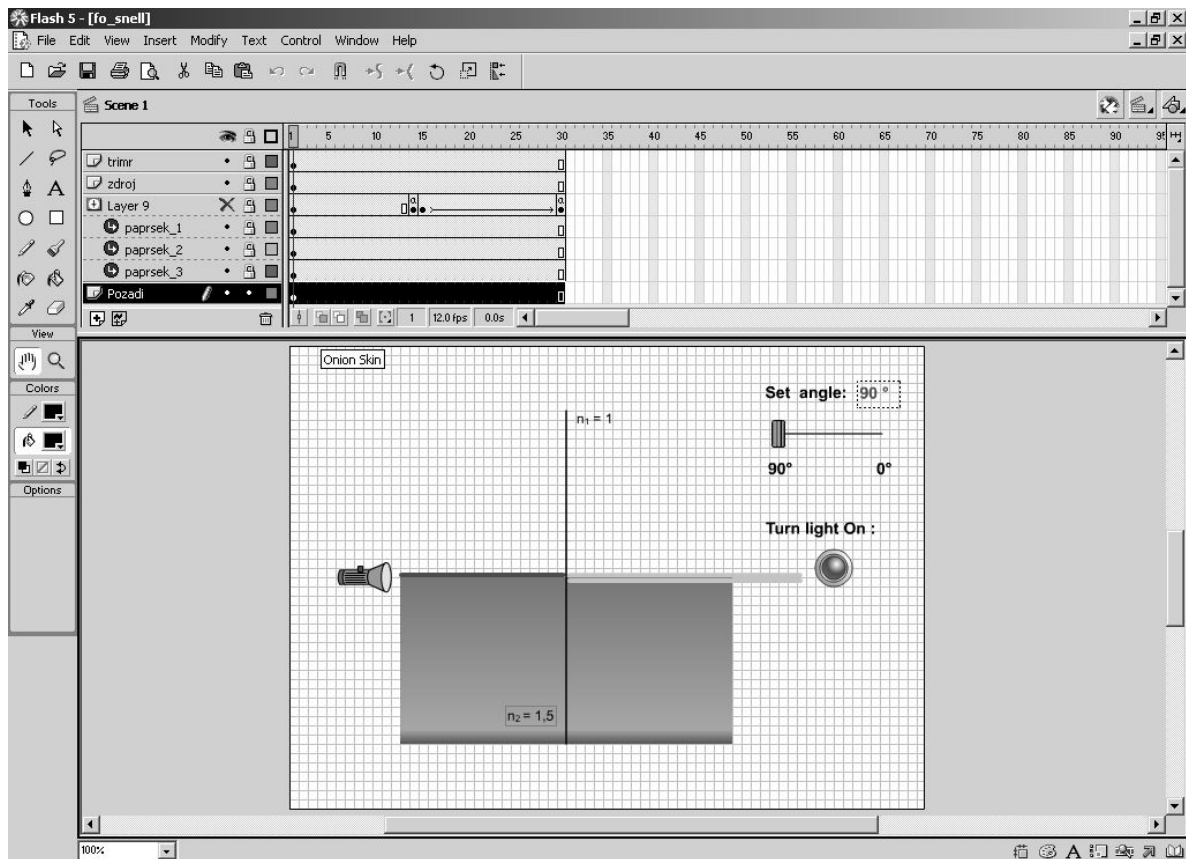 Flash 5 - [fo_snell]
File Edit View Insert Modify Text Control Window Help
Tools
Scene 1
1 5 10 15 20 25 30 35 40 45 50 55 60 65 70 75 80 85 90 95
trimr
zdroj
Layer 9
a a
paprsek_1
paprsek_2
paprsek_3
Pozadi
1 12.0 fps 0.0s
View
Colors
Options
Onion Skin
Set angle: 90 °
n₁ = 1
90° 0°
Turn light On :
n₂ = 1,5
100%